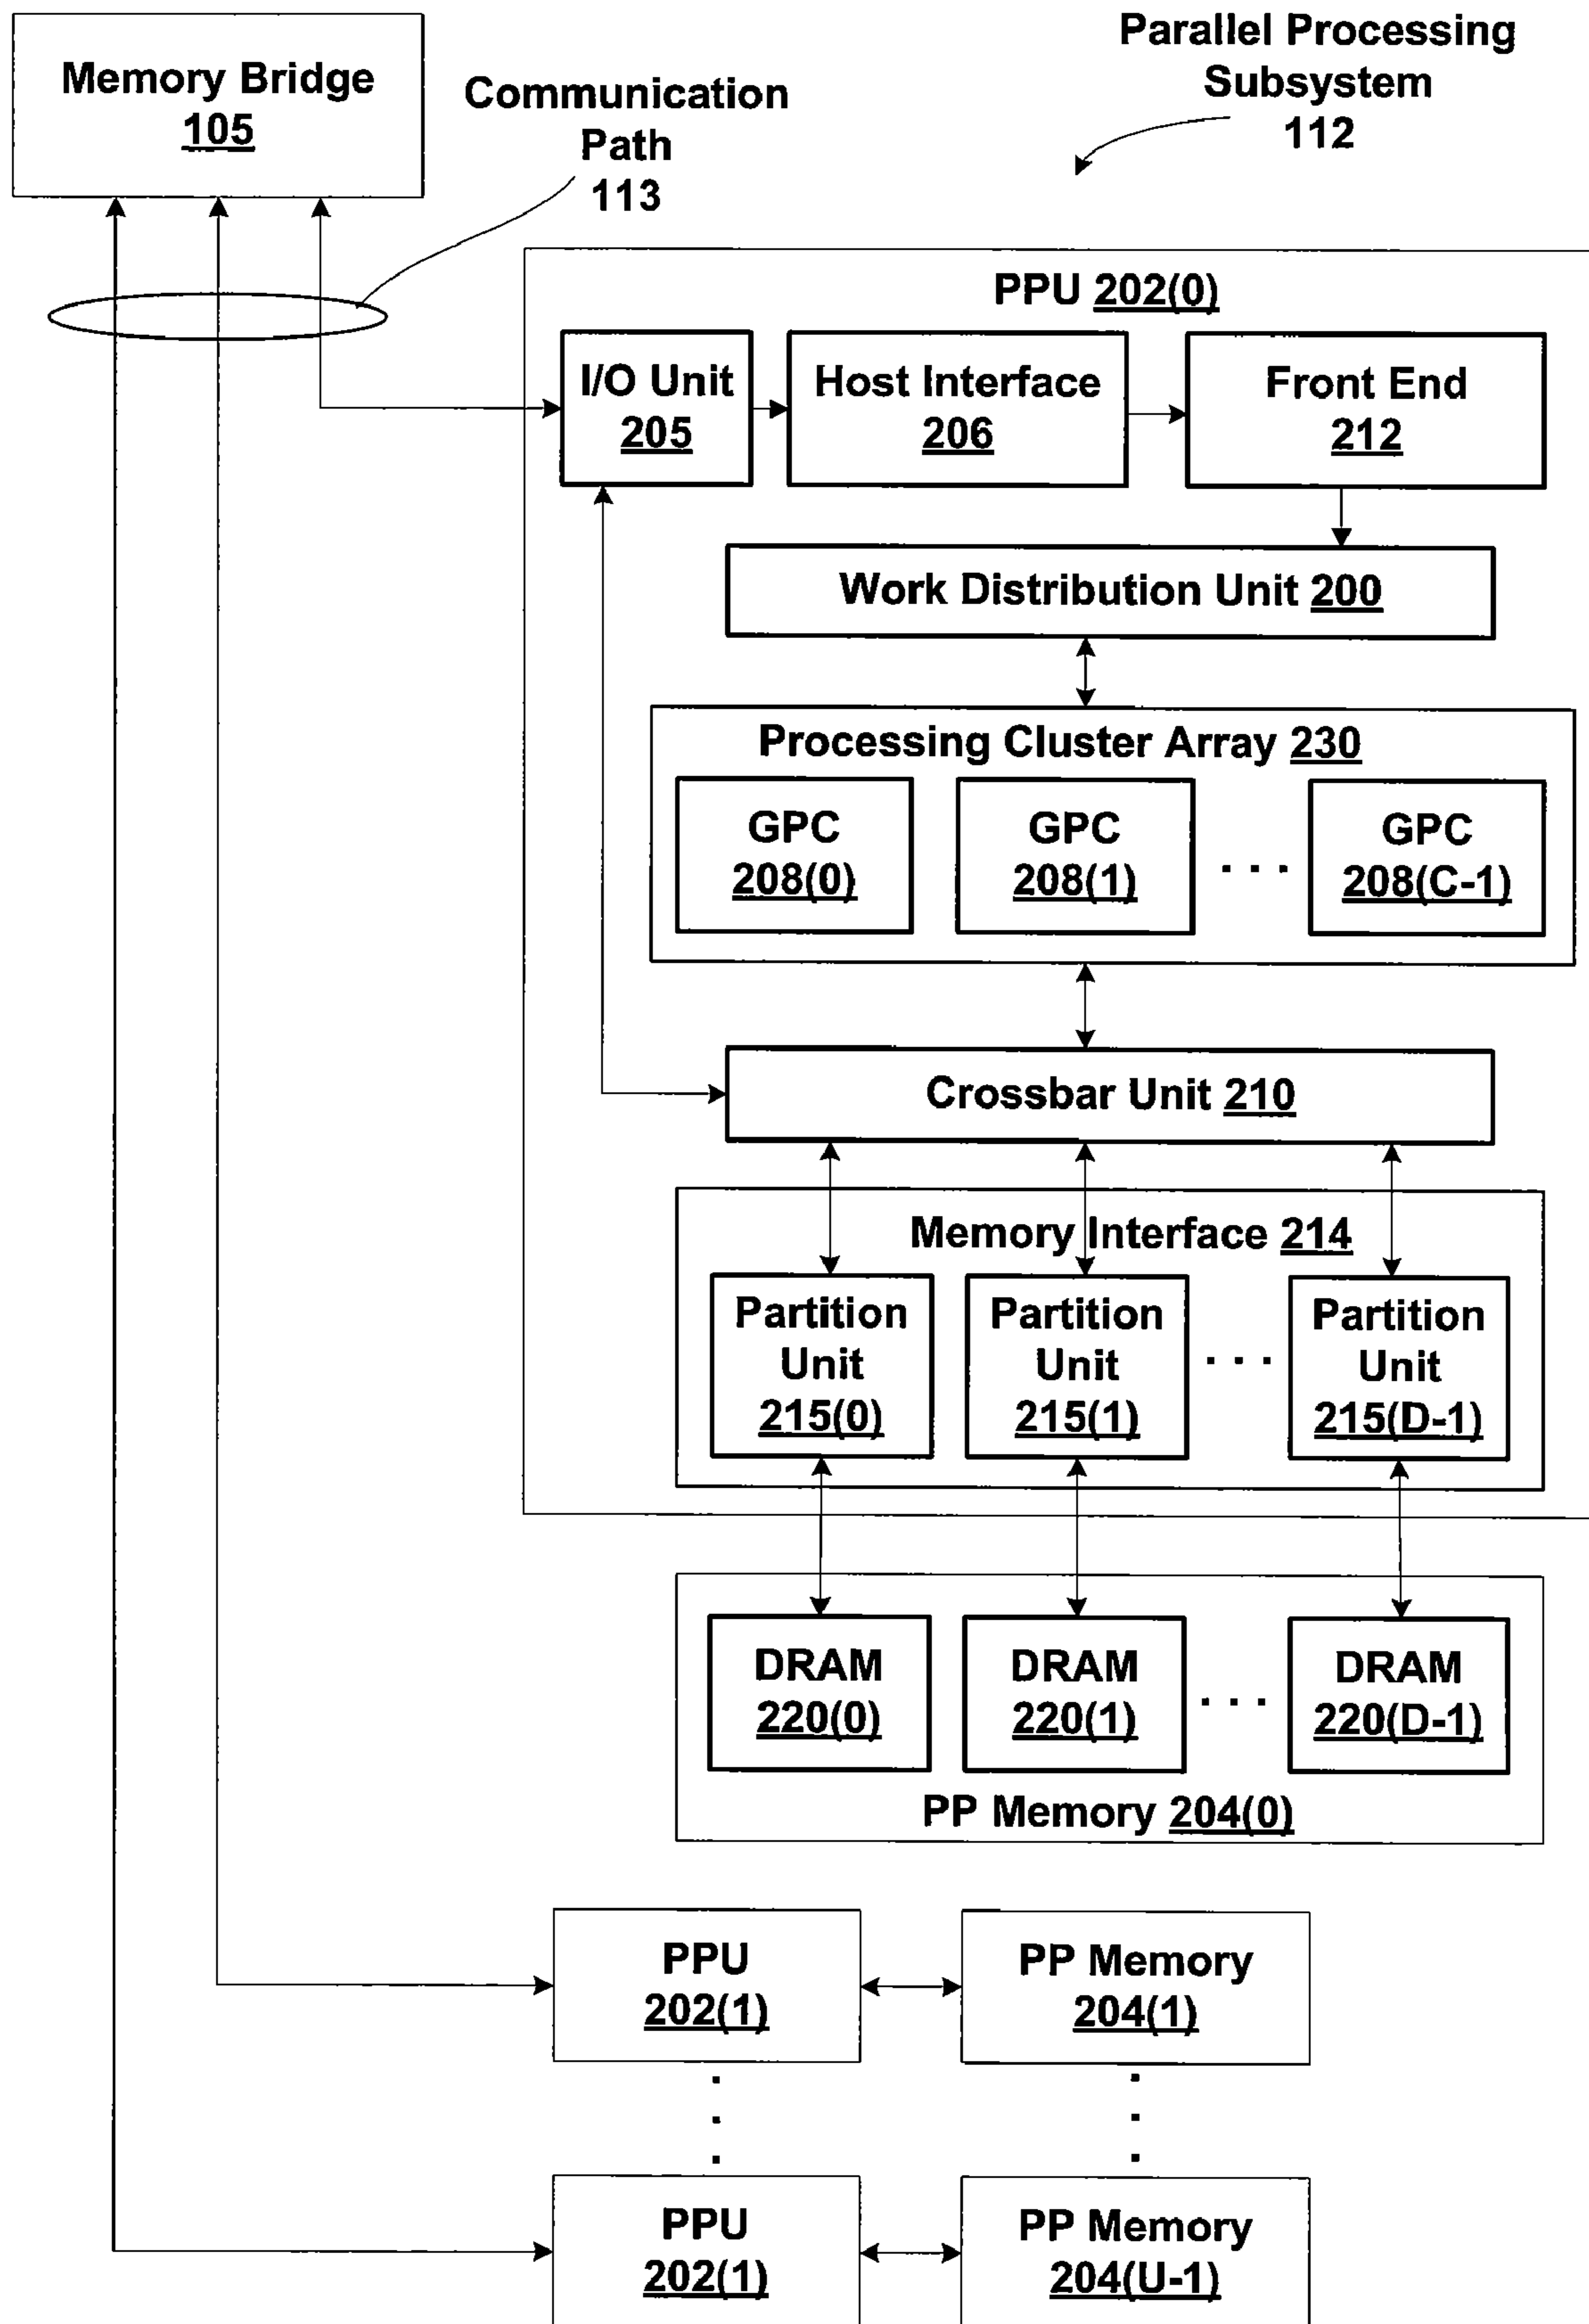 Memory Bridge
105
Communication
Path
113
Parallel Processing
Subsystem
112
PPU 202(0)
I/O Unit
205
Host Interface
206
Front End
212
Work Distribution Unit 200
Processing Cluster Array 230
GPC
208(0)
GPC
208(1)
. . .
GPC
208(C-1)
Crossbar Unit 210
Memory Interface 214
Partition
Unit
215(0)
Partition
Unit
215(1)
. . .
Partition
Unit
215(D-1)
DRAM
220(0)
DRAM
220(1)
. . .
DRAM
220(D-1)
PP Memory 204(0)
PPU
202(1)
PP Memory
204(1)
PPU
202(1)
PP Memory
204(U-1)